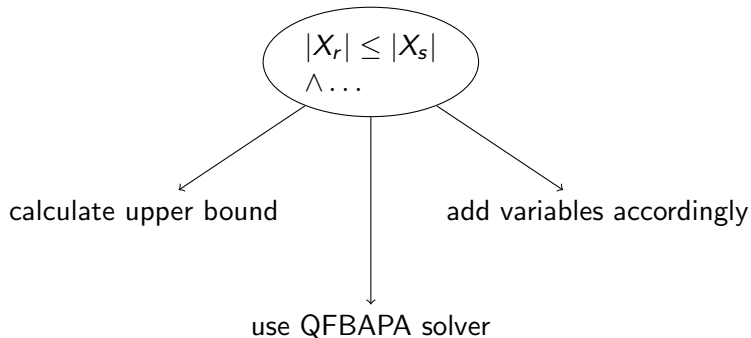 |X_r| ≤ |X_s|
∧ . . .
calculate upper bound
add variables accordingly
use QFBAPA solver